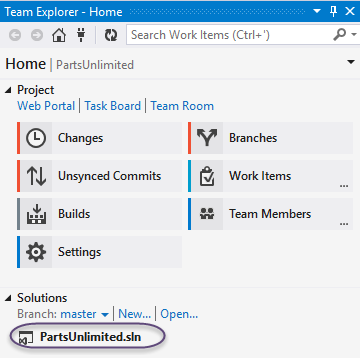 Team Explorer - Home
Search Work Items (Ctrl+')
Home | PartsUnlimited
Project
Web Portal | Task Board | Team Room
Changes
Branches
Unsynced Commits
Work Items
...
Builds
Team Members
...
Settings
Solutions
Branch: master | New... | Open...
PartsUnlimited.sln